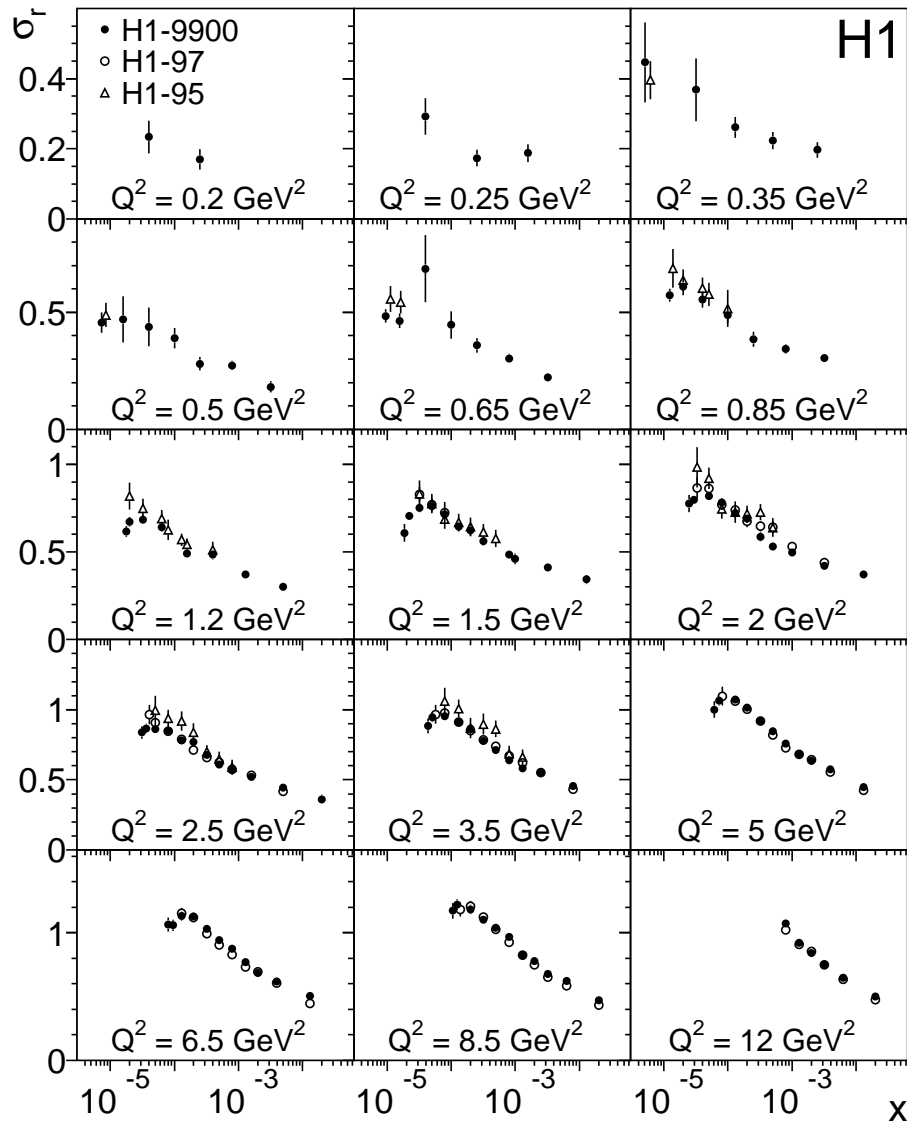 σr
H1-9900
H1-97
H1-95
H1
0.4
0.2
0
Q² = 0.2 GeV²
Q² = 0.25 GeV²
Q² = 0.35 GeV²
0.5
0
Q² = 0.5 GeV²
Q² = 0.65 GeV²
Q² = 0.85 GeV²
1
0.5
0
Q² = 1.2 GeV²
Q² = 1.5 GeV²
Q² = 2 GeV²
1
0.5
0
Q² = 2.5 GeV²
Q² = 3.5 GeV²
Q² = 5 GeV²
1
0
Q² = 6.5 GeV²
Q² = 8.5 GeV²
Q² = 12 GeV²
10⁻⁵ 10⁻³ 10⁻⁵ 10⁻³ 10⁻⁵ 10⁻³ x